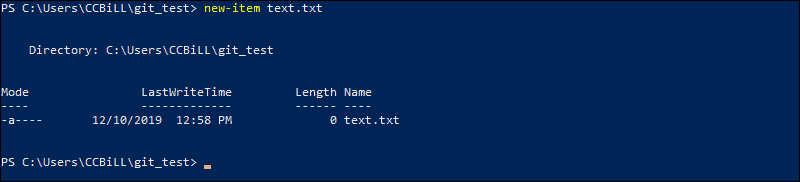 PS C:\Users\CCBiLL\git_test> new-item text.txt
Directory: C:\Users\CCBiLL\git_test
Mode LastWriteTime Length Name
---- ------------- ------ ----
-a---- 12/10/2019 12:58 PM 0 text.txt
PS C:\Users\CCBiLL\git_test>